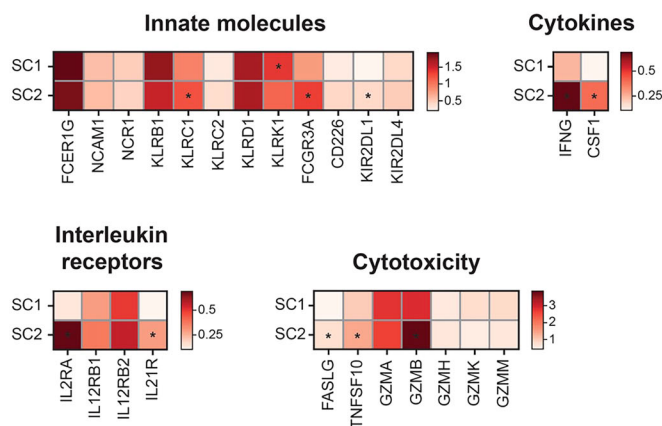 Innate molecules
SC1
SC2
*
*
*
*
FCER1G
NCAM1
NCR1
KLRB1
KLRC1
KLRC2
KLRD1
KLRK1
FCGR3A
CD226
KIR2DL1
KIR2DL4
1.5
1.0
0.5
Cytokines
SC1
SC2
*
IFNG
CSF1
0.5
0.25
Interleukin
receptors
SC1
SC2
*
IL2RA
IL12RB1
IL12RB2
IL21R
0.5
0.25
Cytotoxicity
SC1
SC2
*
*
FASLG
TNFSF10
GZMA
GZMB
GZMH
GZMK
GZMM
3
2
1